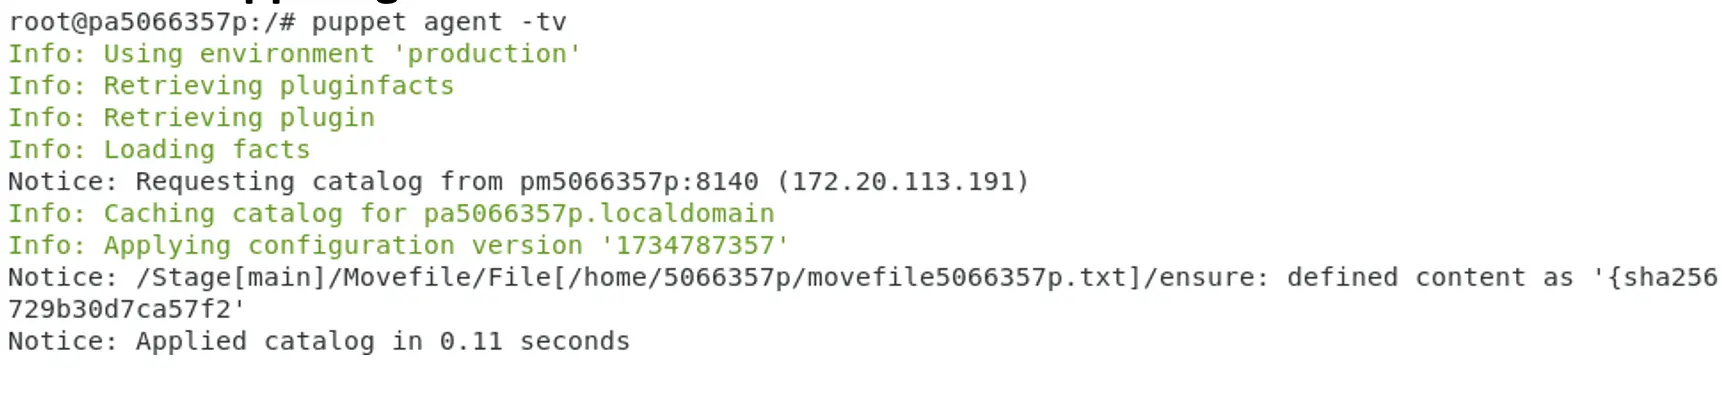 root@pa5066357p:/# puppet agent -tv
Info: Using environment 'production'
Info: Retrieving pluginfacts
Info: Retrieving plugin
Info: Loading facts
Notice: Requesting catalog from pm5066357p:8140 (172.20.113.191)
Info: Caching catalog for pa5066357p.localdomain
Info: Applying configuration version '1734787357'
Notice: /Stage[main]/Movefile/File[/home/5066357p/movefile5066357p.txt]/ensure: defined content as '{sha256
729b30d7ca57f2'
Notice: Applied catalog in 0.11 seconds